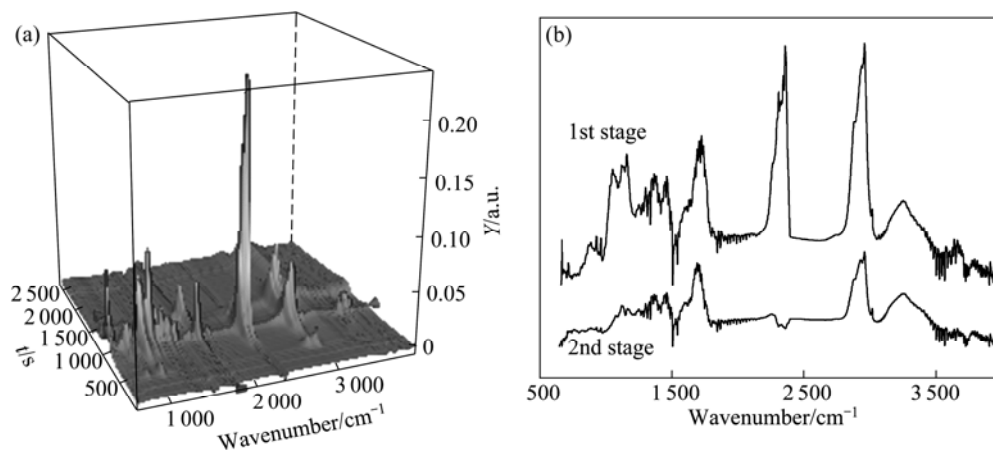 (a)
0.20
0.15
0.10
0.05
0
Y/a.u.
2 500
2 000
1 500
1 000
500
t/s
1 000
2 000
3 000
Wavenumber/cm⁻¹
(b)
1st stage
2nd stage
500
1 500
2 500
3 500
Wavenumber/cm⁻¹